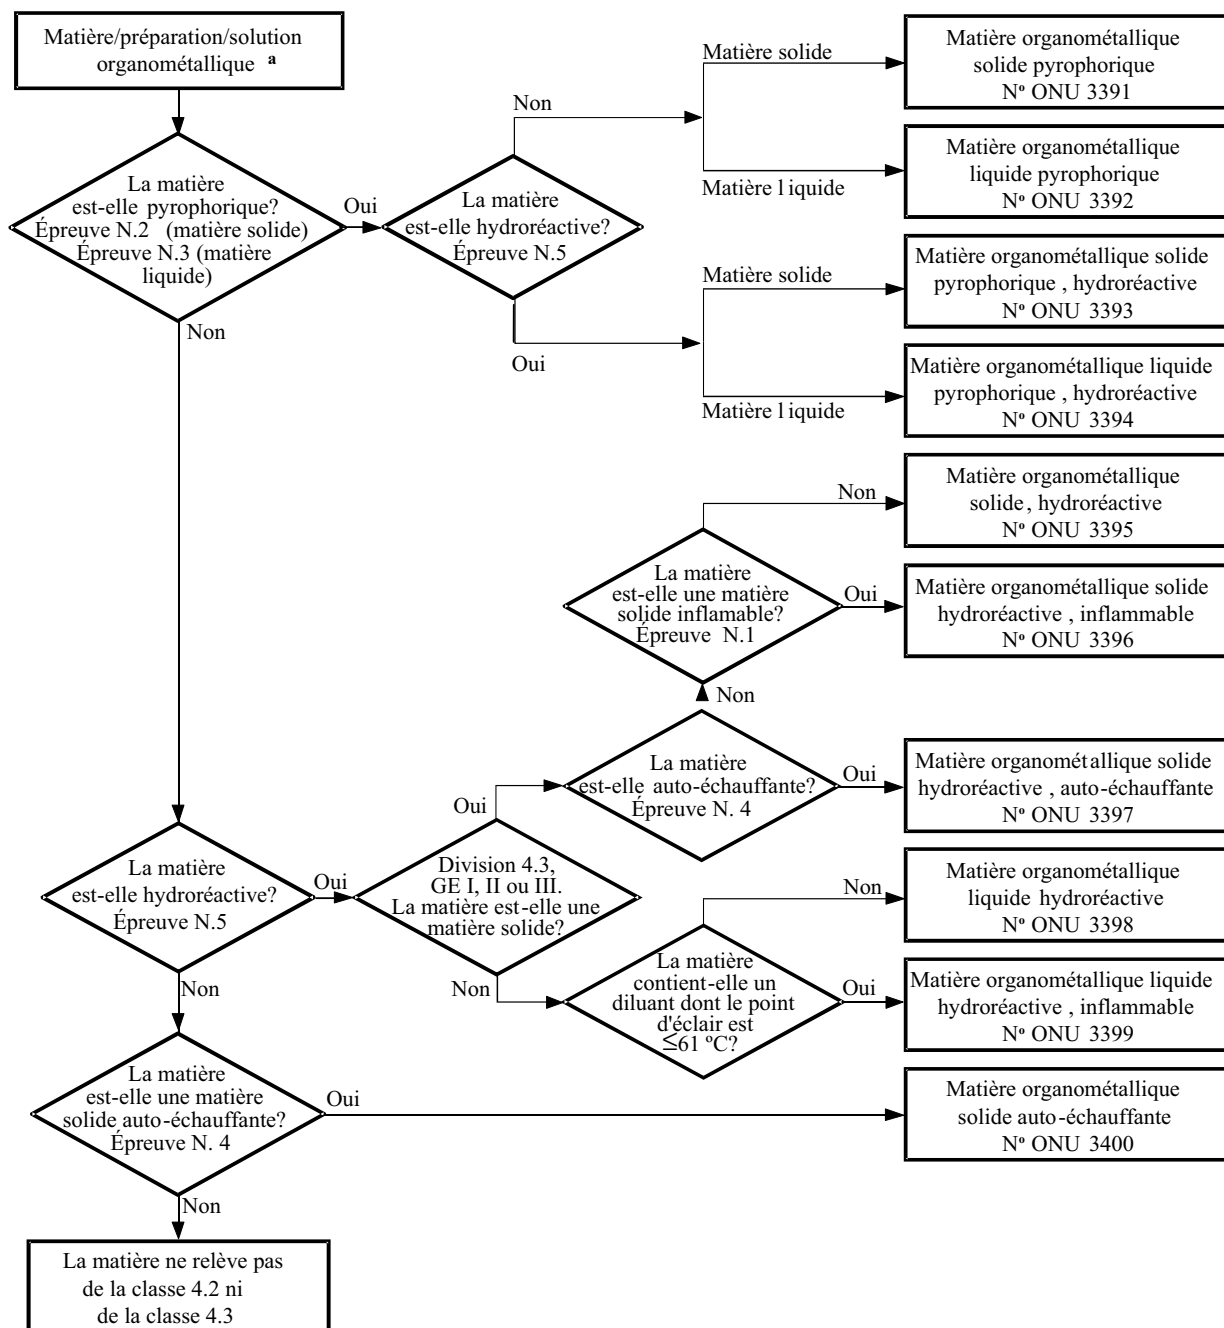 Matière/préparation/solution
organométallique a
La matière
est-elle pyrophorique?
Épreuve N.2 (matière solide)
Épreuve N.3 (matière
liquide)
Oui
Non
La matière
est-elle hydroréactive?
Épreuve N.5
Non
Oui
Matière solide
Matière liquide
Matière organométallique
solide pyrophorique
Nº ONU 3391
Matière organométallique
liquide pyrophorique
Nº ONU 3392
Matière solide
Matière liquide
Matière organométallique solide
pyrophorique , hydroréactive
Nº ONU 3393
Matière organométallique liquide
pyrophorique , hydroréactive
Nº ONU 3394
Non
Matière organométallique
solide, hydroréactive
Nº ONU 3395
La matière
est-elle une matière
solide inflamable?
Épreuve N.1
Oui
Matière organométallique solide
hydroréactive , inflammable
Nº ONU 3396
Non
La matière
est-elle auto-échauffante?
Épreuve N. 4
Oui
Matière organométallique solide
hydroréactive , auto-échauffante
Nº ONU 3397
La matière
est-elle hydroréactive?
Épreuve N.5
Oui
Non
Oui
Division 4.3,
GE I, II ou III.
La matière est-elle une
matière solide?
Non
Non
Matière organométallique
liquide hydroréactive
Nº ONU 3398
La matière
contient-elle un
diluant dont le point
d'éclair est
≤61 ºC?
Oui
Matière organométallique liquide
hydroréactive , inflammable
Nº ONU 3399
La matière
est-elle une matière
solide auto-échauffante?
Épreuve N. 4
Oui
Matière organométallique
solide auto-échauffante
Nº ONU 3400
Non
La matière ne relève pas
de la classe 4.2 ni
de la classe 4.3